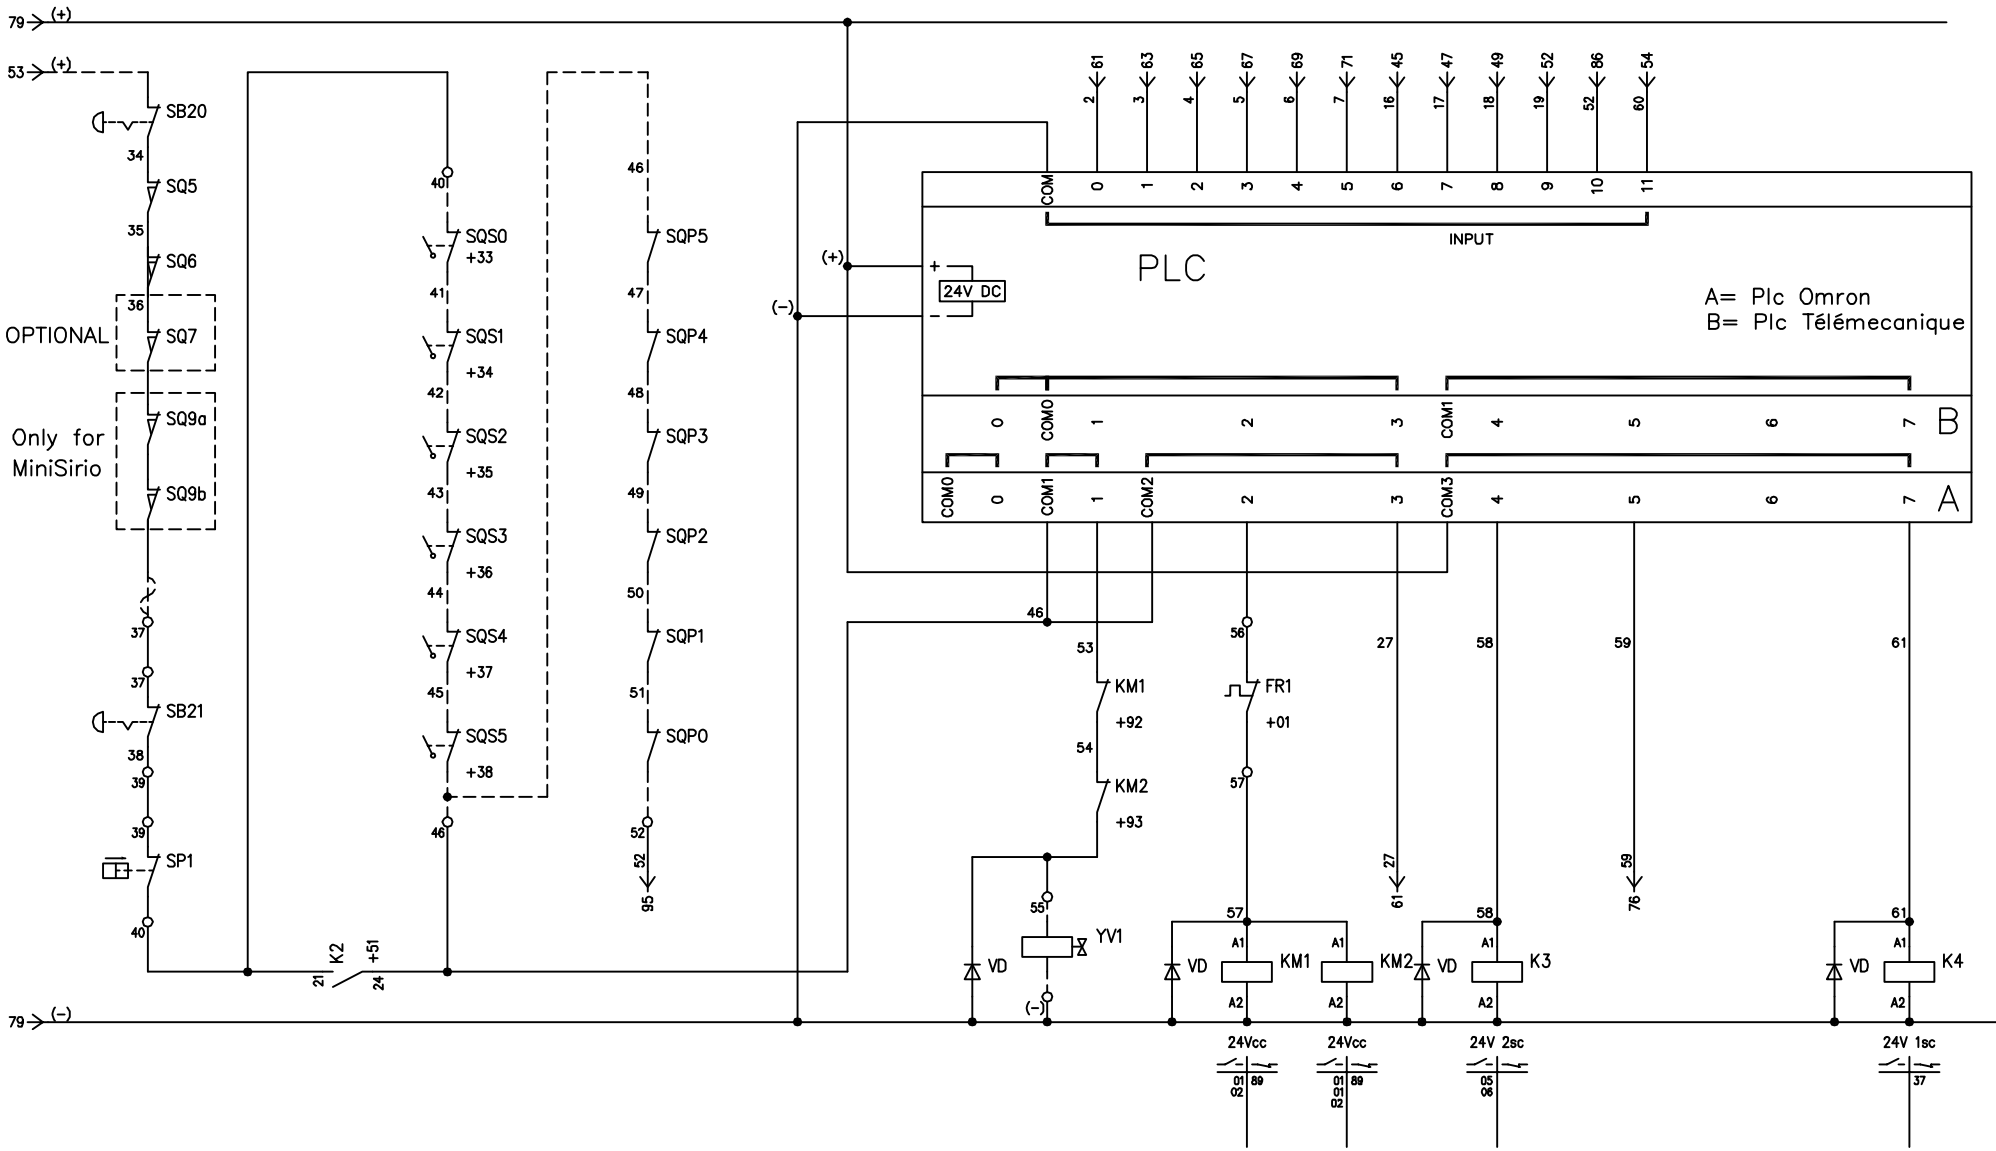 79 (+)
53 (+)
SB20
34
SQ5
35
SQ6
36
OPTIONAL
SQ7
SQ9a
Only for
MiniSirio
SQ9b
37
37
SB21
38
39
39
SP1
40
K2
+51
21
24
79 (-)
40
SQS0
+33
41
SQS1
+34
42
SQS2
+35
43
SQS3
+36
44
SQS4
+37
45
SQS5
+38
46
46
SQP5
47
SQP4
48
SQP3
49
SQP2
50
SQP1
51
SQP0
52
52
95
61 63 65 67 69 71 45 47 49 52 86 54
2 3 4 5 6 7 16 17 18 19 52 60
COM 0 1 2 3 4 5 6 7 8 9 10 11
INPUT
(+)
+
24V DC
(-)
-
PLC
A= Plc Omron
B= Plc Télémecanique
0 COM0 1 2 3 COM1 4 5 6 7 B
COM0 0 COM1 1 COM2 2 3 COM3 4 5 6 7 A
46
53
KM1
+92
54
KM2
+93
55
YV1
VD
(-)
56
FR1
+01
57
57
A1
KM1
A2
VD
A1
KM2
A2
27
27
61
58
58
A1
K3
A2
VD
59
59
76
61
61
A1
K4
A2
VD
24Vcc
01 89
02
24Vcc
01 89
01
02
24V 2sc
05
06
24V 1sc
37